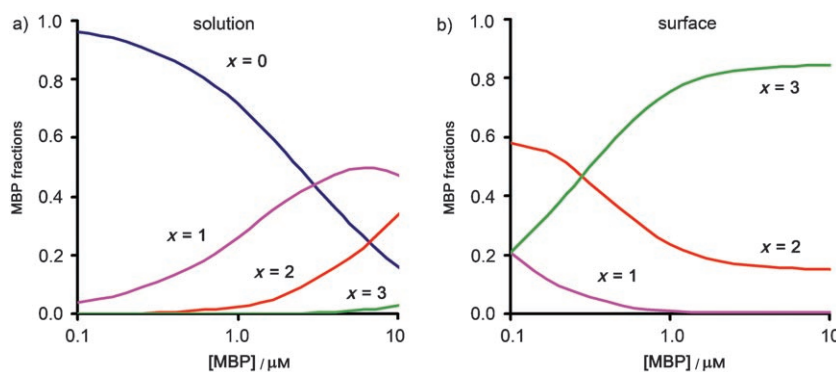 a) solution
MBP fractions
1.0
0.8
0.6
0.4
0.2
0.0
x = 0
x = 1
x = 2
x = 3
0.1 1.0 10
[MBP] / μM
b) surface
MBP fractions
1.0
0.8
0.6
0.4
0.2
0.0
x = 3
x = 2
x = 1
0.1 1.0 10
[MBP] / μM